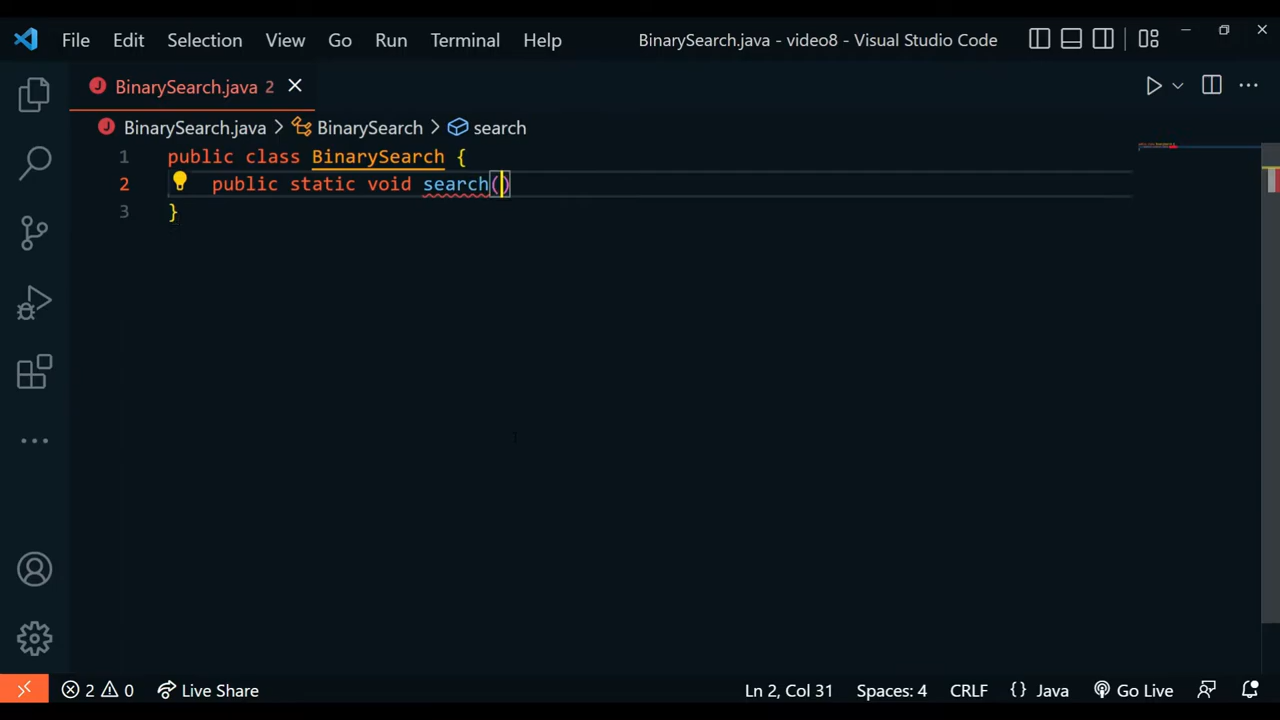 File Edit Selection View Go Run Terminal Help BinarySearch.java - video8 - Visual Studio Code
BinarySearch.java 2
BinarySearch.java > BinarySearch > search
1 public class BinarySearch {
2 public static void search()
3 }
2 0 Live Share Ln 2, Col 31 Spaces: 4 CRLF {} Java Go Live